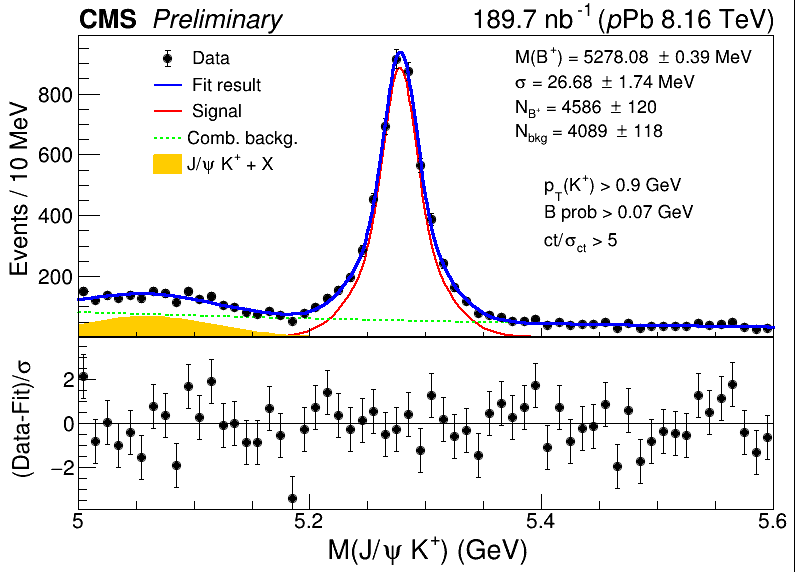 CMS Preliminary 189.7 nb⁻¹ (pPb 8.16 TeV)
Data
Fit result
Signal
Comb. backg.
J/ψ K⁺ + X
M(B⁺) = 5278.08 ± 0.39 MeV
σ = 26.68 ± 1.74 MeV
N_B⁺ = 4586 ± 120
N_bkg = 4089 ± 118
p_T(K⁺) > 0.9 GeV
B prob > 0.07 GeV
ct/σ_ct > 5
Events / 10 MeV
800
600
400
200
(Data-Fit)/σ
2
0
−2
5 5.2 5.4 5.6
M(J/ψ K⁺) (GeV)